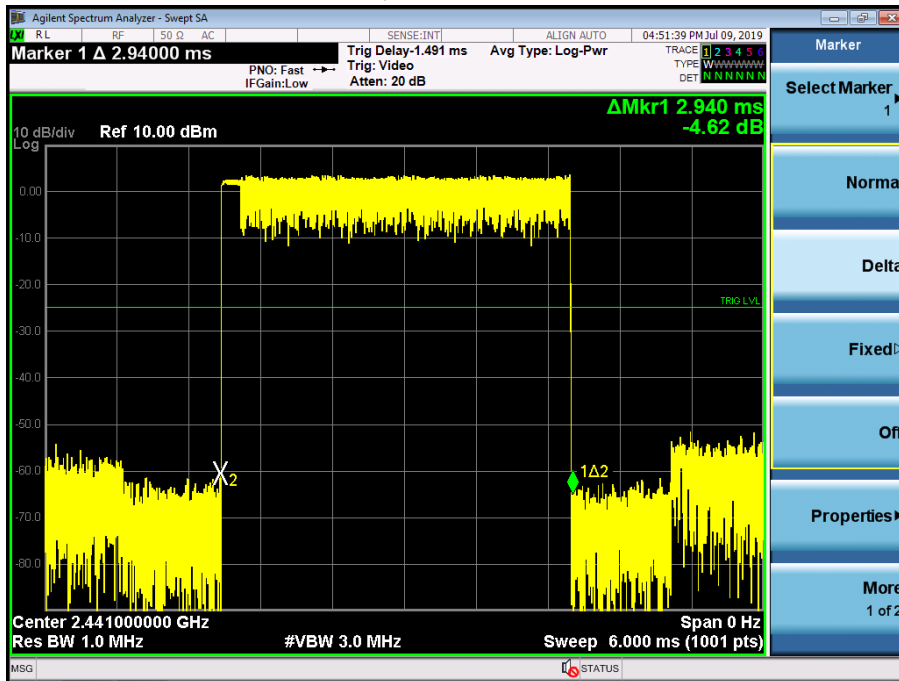 Agilent Spectrum Analyzer - Swept SA
LXI RL RF 50 Ω AC SENSE:INT ALIGN AUTO 04:51:39 PM Jul 09, 2019
Marker 1 Δ 2.94000 ms
PNO: Fast
IFGain:Low
Trig Delay-1.491 ms
Trig: Video
Atten: 20 dB
Avg Type: Log-Pwr
TRACE 1 2 3 4 5 6
TYPE WWWWWW
DET N N N N N N
ΔMkr1 2.940 ms
-4.62 dB
10 dB/div Ref 10.00 dBm
Log
0.00
-10.0
-20.0
TRIG LVL
-30.0
-40.0
-50.0
-60.0
2
1Δ2
-70.0
-80.0
Center 2.441000000 GHz Span 0 Hz
Res BW 1.0 MHz #VBW 3.0 MHz Sweep 6.000 ms (1001 pts)
MSG STATUS
Marker
Select Marker
1
Norma
Delta
Fixed
Off
Properties
More
1 of 2